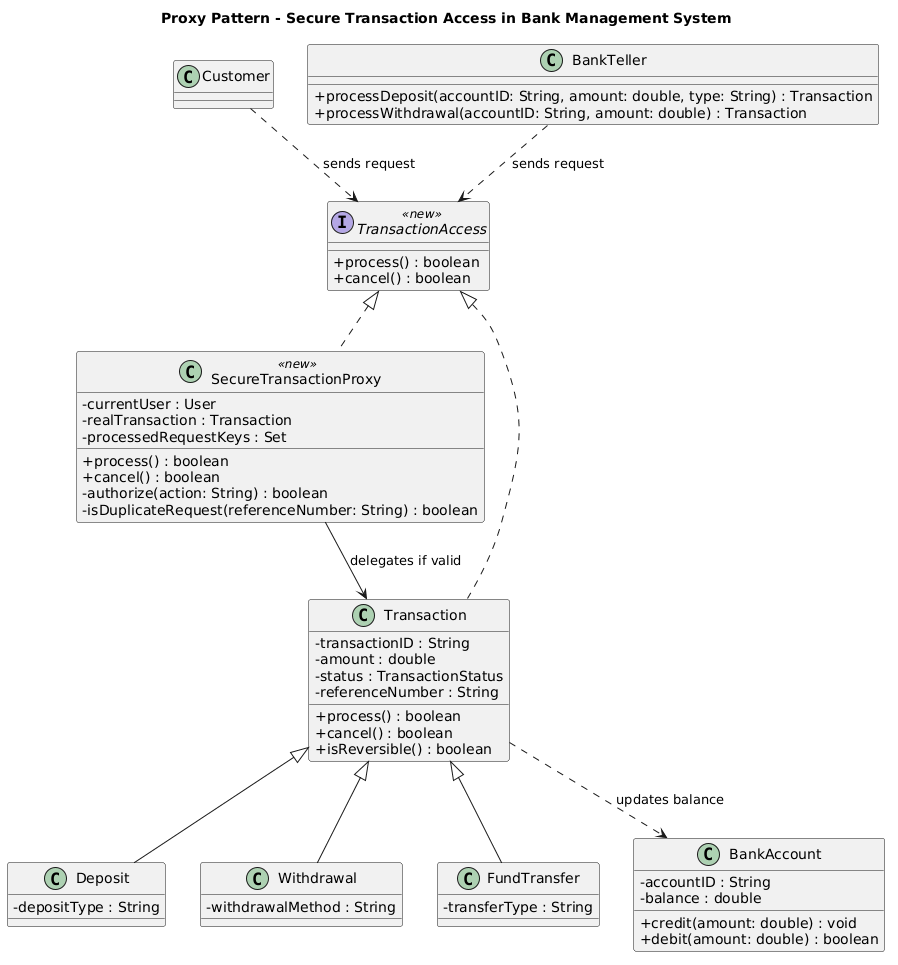 Proxy Pattern - Secure Transaction Access in Bank Management System
C Customer
C BankTeller
+processDeposit(accountID: String, amount: double, type: String) : Transaction
+processWithdrawal(accountID: String, amount: double) : Transaction
sends request
sends request
«new»
I TransactionAccess
+process() : boolean
+cancel() : boolean
«new»
C SecureTransactionProxy
-currentUser : User
-realTransaction : Transaction
-processedRequestKeys : Set
+process() : boolean
+cancel() : boolean
-authorize(action: String) : boolean
-isDuplicateRequest(referenceNumber: String) : boolean
delegates if valid
C Transaction
-transactionID : String
-amount : double
-status : TransactionStatus
-referenceNumber : String
+process() : boolean
+cancel() : boolean
+isReversible() : boolean
updates balance
C Deposit
-depositType : String
C Withdrawal
-withdrawalMethod : String
C FundTransfer
-transferType : String
C BankAccount
-accountID : String
-balance : double
+credit(amount: double) : void
+debit(amount: double) : boolean